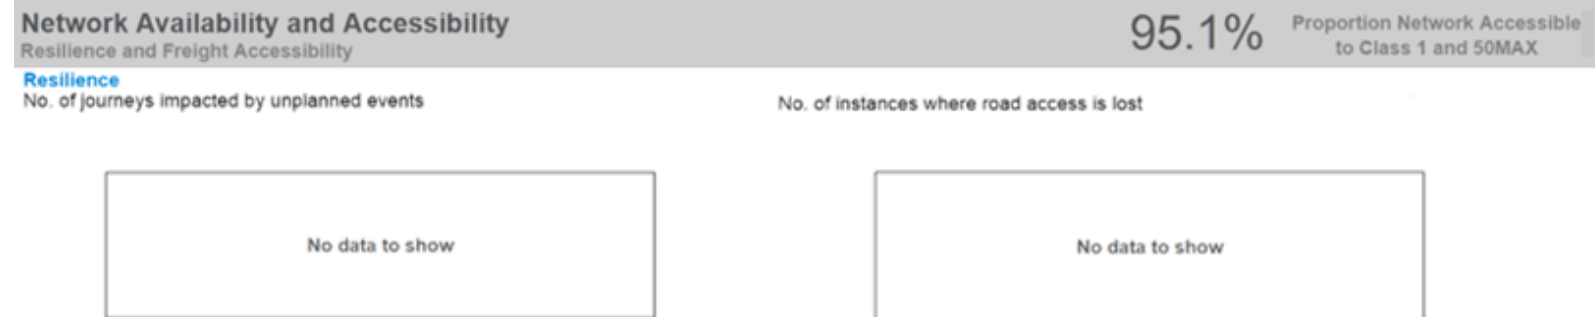 Network Availability and Accessibility
Resilience and Freight Accessibility
95.1%
Proportion Network Accessible
to Class 1 and 50MAX
Resilience
No. of journeys impacted by unplanned events
No. of instances where road access is lost
No data to show
No data to show